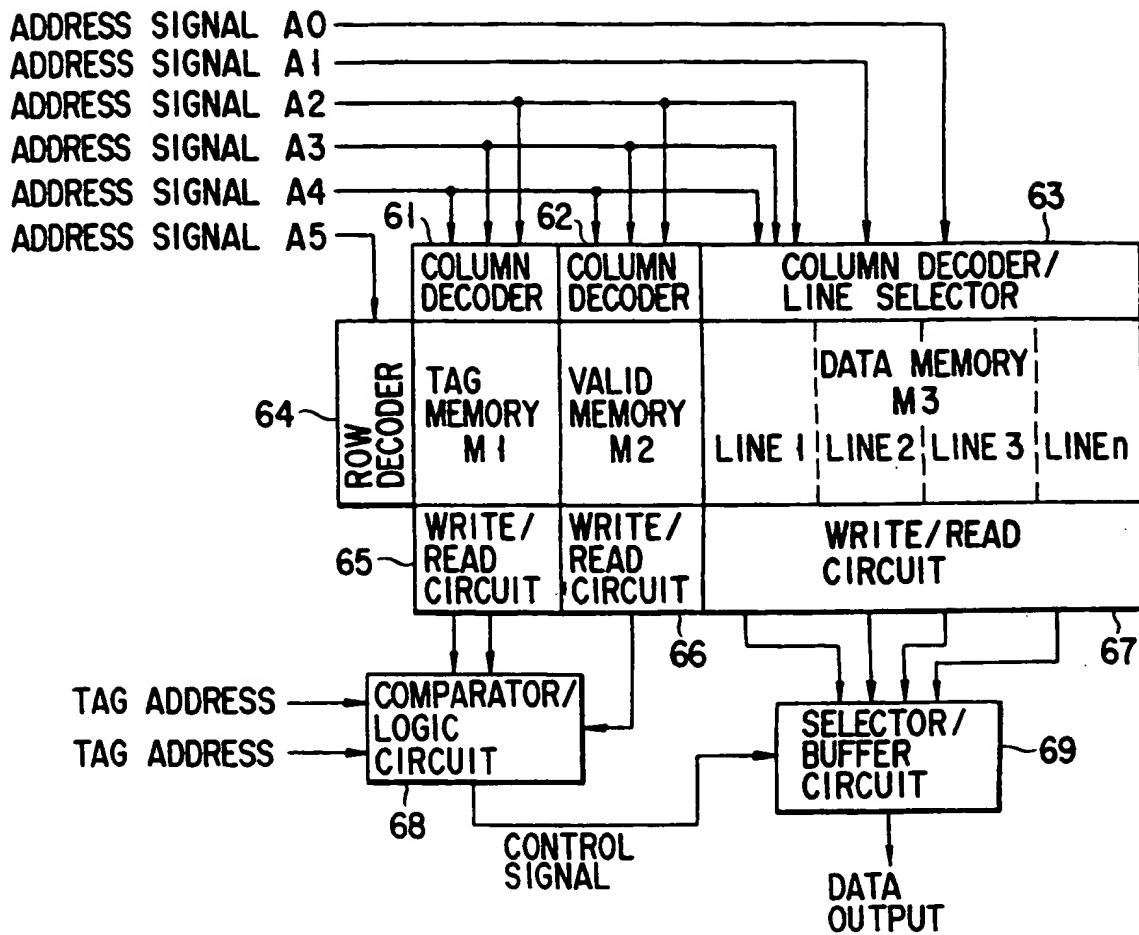 ADDRESS SIGNAL A0
ADDRESS SIGNAL A1
ADDRESS SIGNAL A2
ADDRESS SIGNAL A3
ADDRESS SIGNAL A4
ADDRESS SIGNAL A5
61
62
63
COLUMN
DECODER
COLUMN
DECODER
COLUMN DECODER/
LINE SELECTOR
64
ROW
DECODER
TAG
MEMORY
M1
VALID
MEMORY
M2
DATA MEMORY
M3
LINE 1
LINE 2
LINE 3
LINE n
65
WRITE/
READ
CIRCUIT
WRITE/
READ
CIRCUIT
WRITE/READ
CIRCUIT
66
67
TAG ADDRESS
TAG ADDRESS
COMPARATOR/
LOGIC
CIRCUIT
68
SELECTOR/
BUFFER
CIRCUIT
69
CONTROL
SIGNAL
DATA
OUTPUT